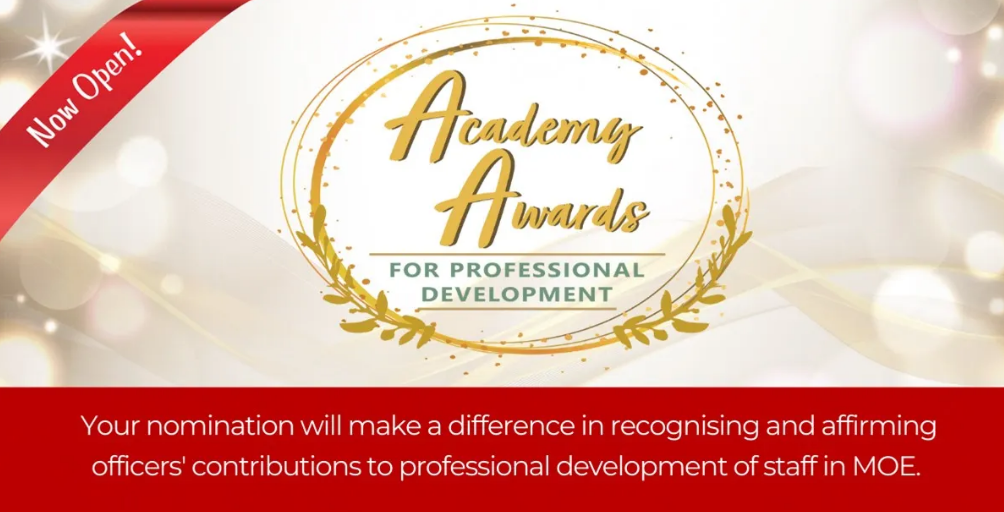 Now Open!
Academy
Awards
FOR PROFESSIONAL
DEVELOPMENT
Your nomination will make a difference in recognising and affirming
officers' contributions to professional development of staff in MOE.